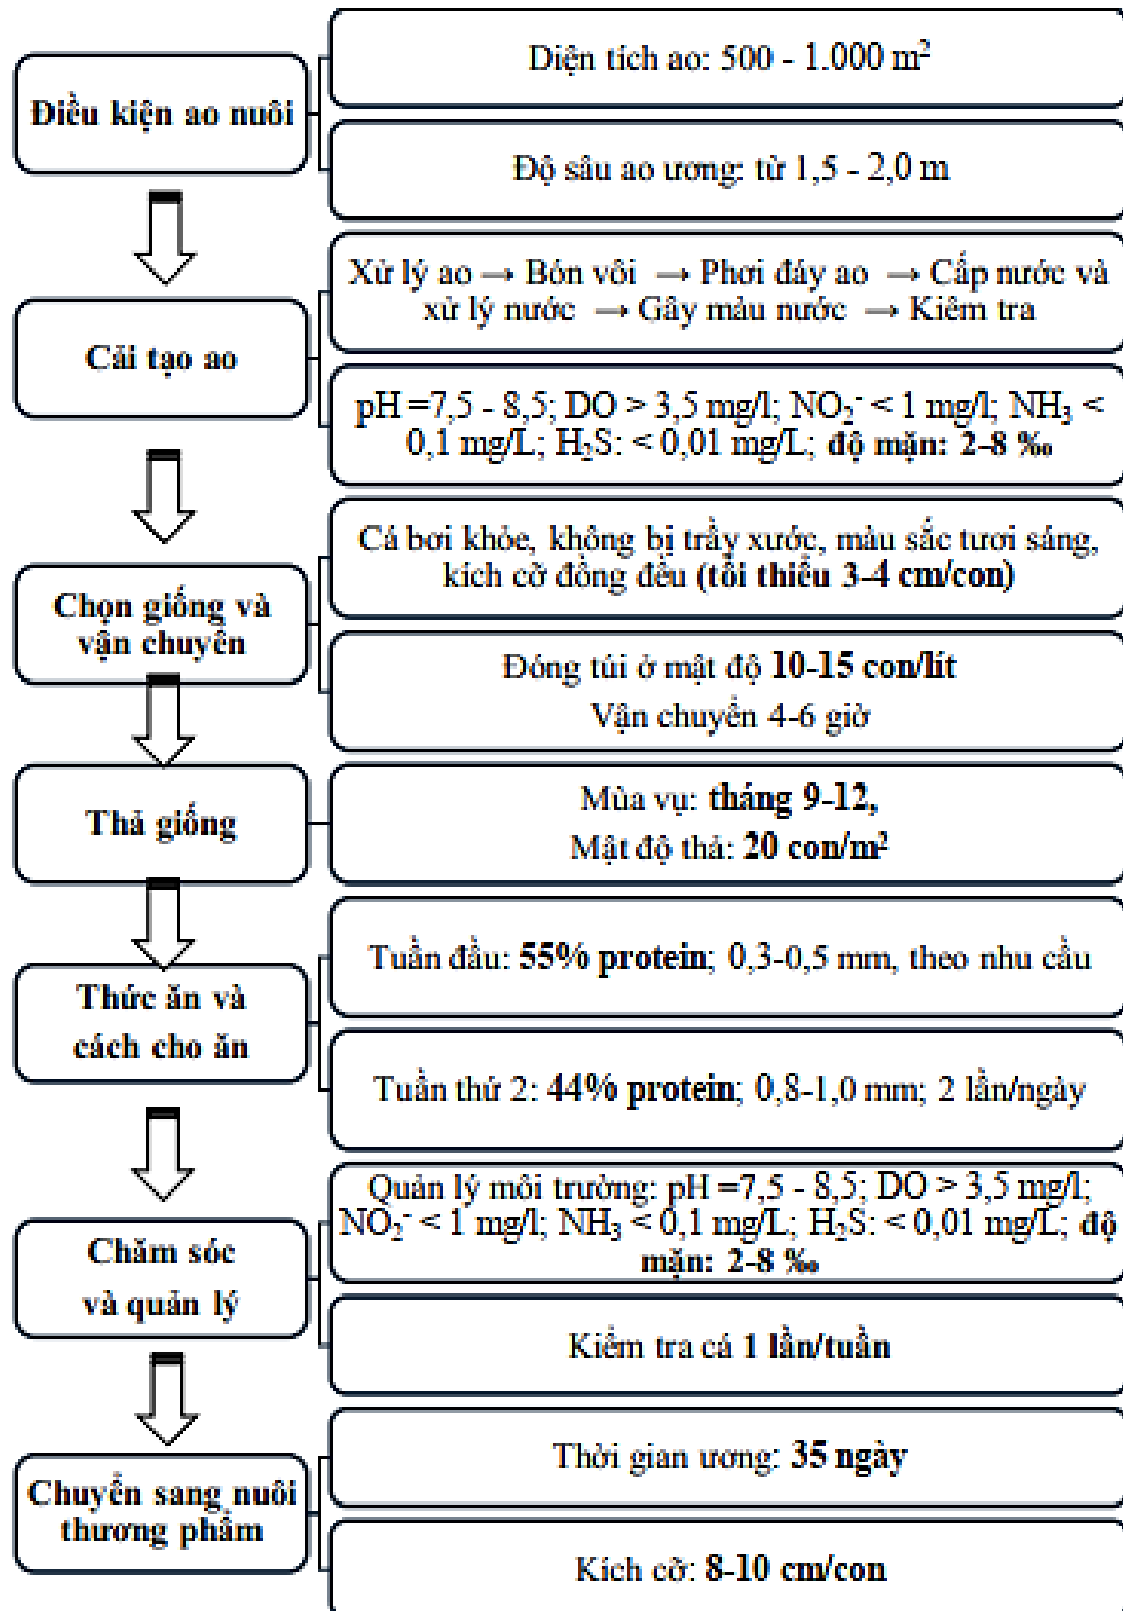 Điều kiện ao nuôi
Diện tích ao: 500 - 1.000 m²
Độ sâu ao ương: từ 1,5 - 2,0 m
Cải tạo ao
Xử lý ao → Bón vôi → Phơi đáy ao → Cấp nước và
xử lý nước → Gây màu nước → Kiểm tra
pH =7,5 - 8,5; DO > 3,5 mg/l; NO₂⁻ < 1 mg/l; NH₃ <
0,1 mg/L; H₂S: < 0,01 mg/L; độ mặn: 2-8 ‰
Chọn giống và
vận chuyển
Cá bơi khỏe, không bị trầy xước, màu sắc tươi sáng,
kích cỡ đồng đều (tối thiểu 3-4 cm/con)
Đóng túi ở mật độ 10-15 con/lít
Vận chuyển 4-6 giờ
Thả giống
Mùa vụ: tháng 9-12,
Mật độ thả: 20 con/m²
Thức ăn và
cách cho ăn
Tuần đầu: 55% protein; 0,3-0,5 mm, theo nhu cầu
Tuần thứ 2: 44% protein; 0,8-1,0 mm; 2 lần/ngày
Chăm sóc
và quản lý
Quản lý môi trường: pH =7,5 - 8,5; DO > 3,5 mg/l;
NO₂⁻ < 1 mg/l; NH₃ < 0,1 mg/L; H₂S: < 0,01 mg/L; độ
mặn: 2-8 ‰
Kiểm tra cá 1 lần/tuần
Chuyển sang nuôi
thương phẩm
Thời gian ương: 35 ngày
Kích cỡ: 8-10 cm/con